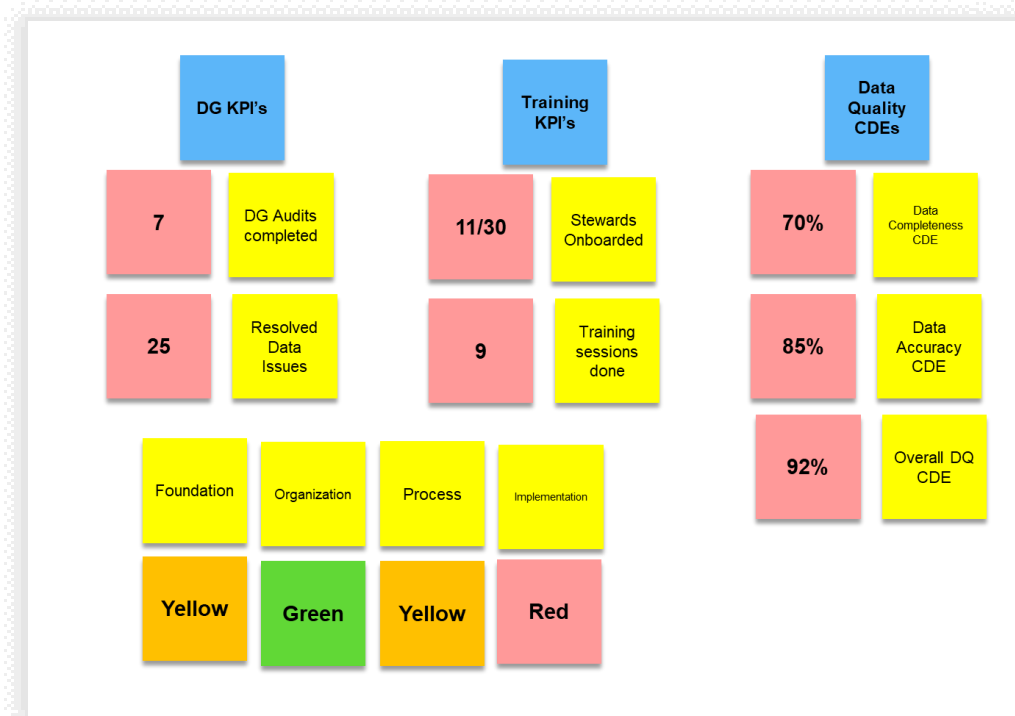 DG KPI's
Training
KPI's
Data
Quality
CDEs
7
DG Audits
completed
11/30
Stewards
Onboarded
70%
Data
Completeness
CDE
25
Resolved
Data
Issues
9
Training
sessions
done
85%
Data
Accuracy
CDE
92%
Overall DQ
CDE
Foundation
Organization
Process
Implementation
Yellow
Green
Yellow
Red